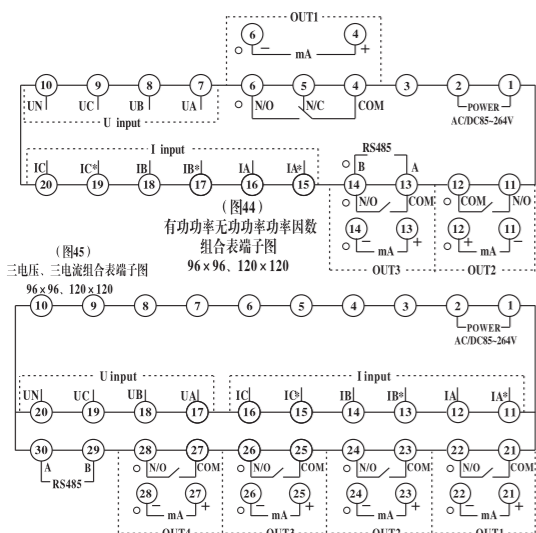 OUT1
6 4
− mA +
10 9 8 7 6 5 4 3 2 1
UN UC UB UA N/O N/C COM POWER
U input AC/DC85~264V
I input RS485
IC IC* IB IB* IA IA* B A
20 19 18 17 16 15 14 13 12 11
(图44) N/O COM COM N/O
有功功率无功功率功率因数 14 13 12 11
组合表端子图 − mA + + mA −
96×96、120×120 OUT3 OUT2
(图45)
三电压、三电流组合表端子图
96×96、120×120
10 9 8 7 6 5 4 3 2 1
POWER
AC/DC85~264V
U input I input
UN UC UB UA IC IC* IB IB* IA IA*
20 19 18 17 16 15 14 13 12 11
30 29 28 27 26 25 24 23 22 21
A B N/O COM N/O COM N/O COM N/O COM
RS485 28 27 26 25 24 23 22 21
− mA + − mA + − mA + − mA +
OUT4 OUT3 OUT2 OUT1